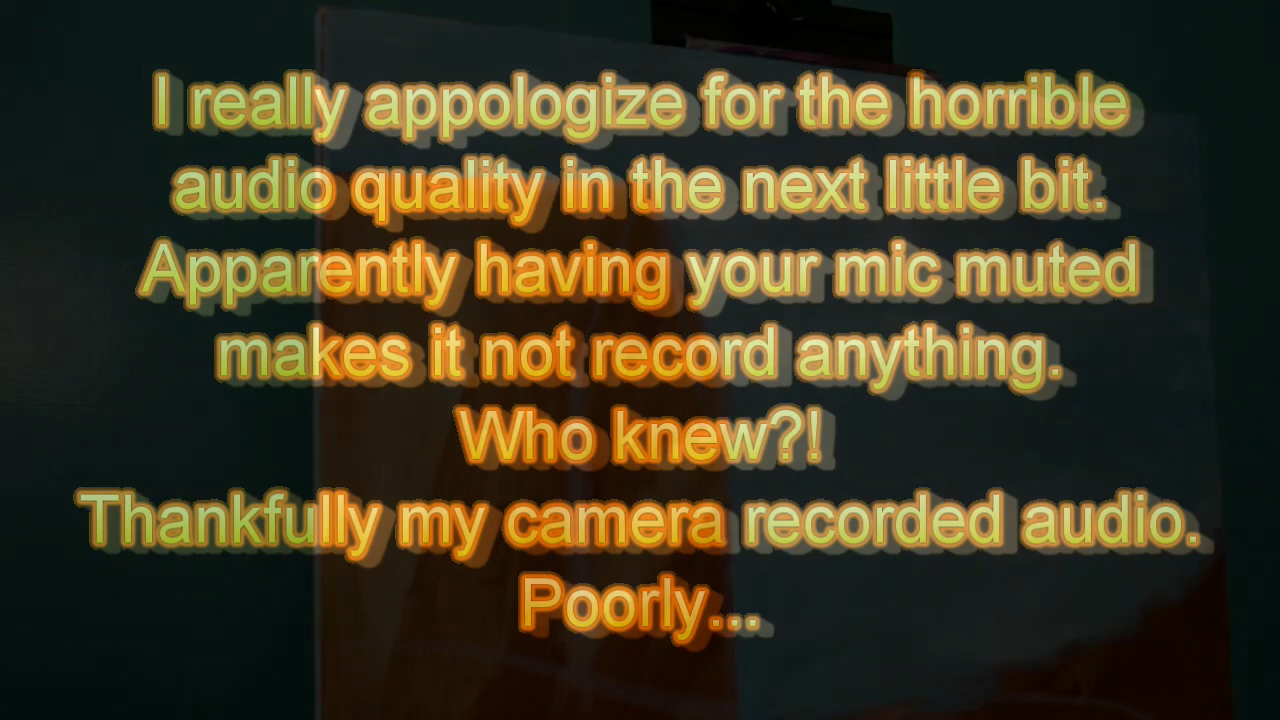 I really appologize for the horrible
audio quality in the next little bit.
Apparently having your mic muted
makes it not record anything.
Who knew?!
Thankfully my camera recorded audio.
Poorly...